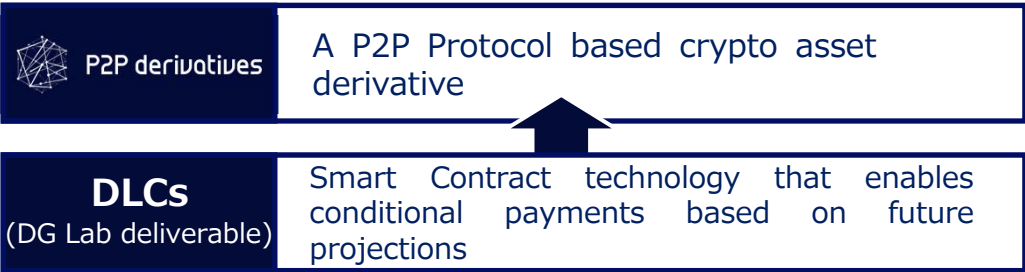 P2P derivatives
A P2P Protocol based crypto asset
derivative
DLCs
(DG Lab deliverable)
Smart Contract technology that enables
conditional payments based on future
projections